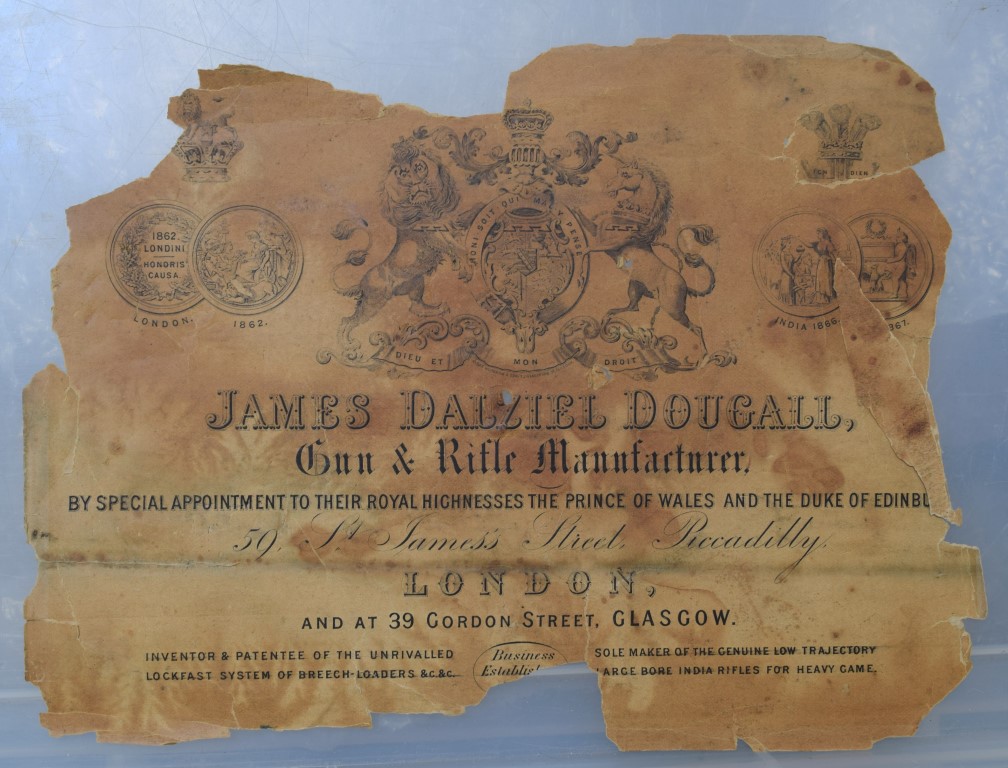 DIEN
HONI SOIT QUI MAL Y PENSE
1862.
LONDINI
HONORIS
CAUSA.
LONDON.
1862.
INDIA 1866.
867.
DIEU ET MON DROIT
JAMES DALZIEL DOUGALL,
Gun & Rifle Manufacturer,
BY SPECIAL APPOINTMENT TO THEIR ROYAL HIGHNESSES THE PRINCE OF WALES AND THE DUKE OF EDINBU
59, St. James's Street, Piccadilly,
LONDON,
AND AT 39 GORDON STREET, GLASGOW.
INVENTOR & PATENTEE OF THE UNRIVALLED
LOCKFAST SYSTEM OF BREECH-LOADERS &c.&c.
Business
Establis
SOLE MAKER OF THE GENUINE LOW TRAJECTORY
LARGE BORE INDIA RIFLES FOR HEAVY GAME.